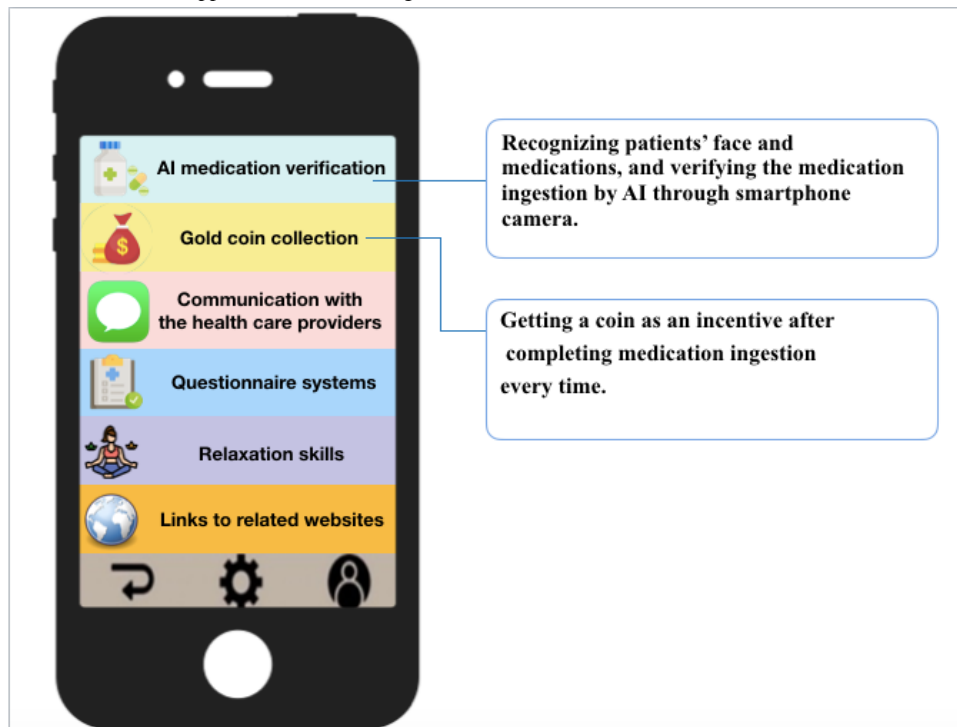 AI medication verification
Gold coin collection
Communication with
the health care providers
Questionnaire systems
Relaxation skills
Links to related websites
Recognizing patients’ face and
medications, and verifying the medication
ingestion by AI through smartphone
camera.
Getting a coin as an incentive after
completing medication ingestion
every time.